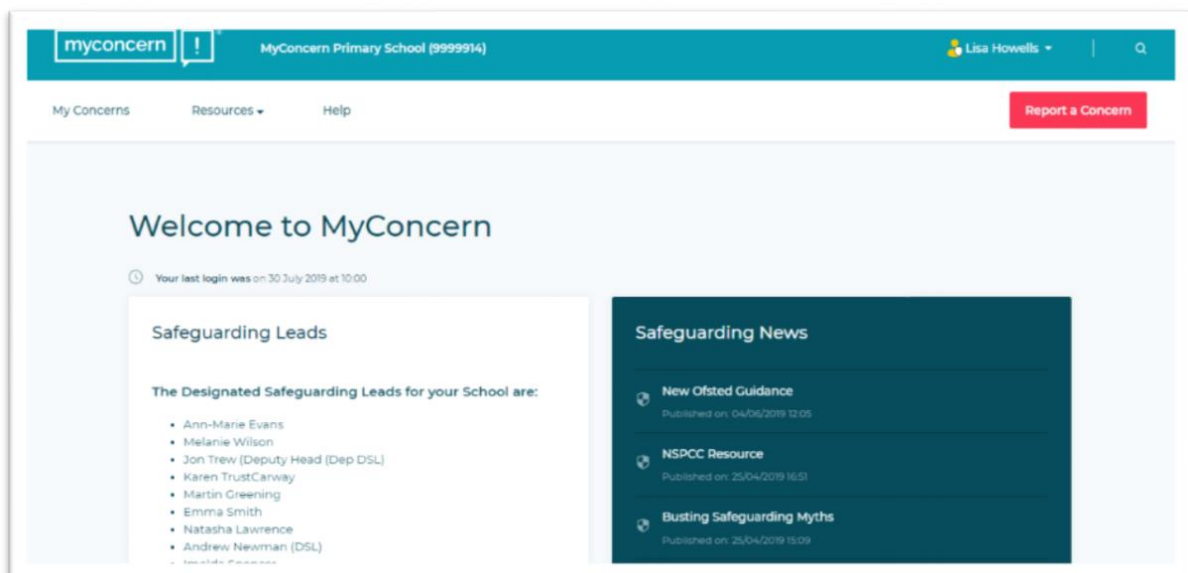 myconcern !
MyConcern Primary School (9999914)
Lisa Howells
My Concerns
Resources
Help
Report a Concern
Welcome to MyConcern
Your last login was on 30 July 2019 at 10:00
Safeguarding Leads
The Designated Safeguarding Leads for your School are:
• Ann-Marie Evans
• Melanie Wilson
• Jon Trew (Deputy Head (Dep DSL)
• Karen TrustCarway
• Martin Greening
• Emma Smith
• Natasha Lawrence
• Andrew Newman (DSL)
Safeguarding News
New Ofsted Guidance
Published on: 04/06/2019 12:05
NSPCC Resource
Published on: 25/04/2019 16:51
Busting Safeguarding Myths
Published on: 25/04/2019 15:09